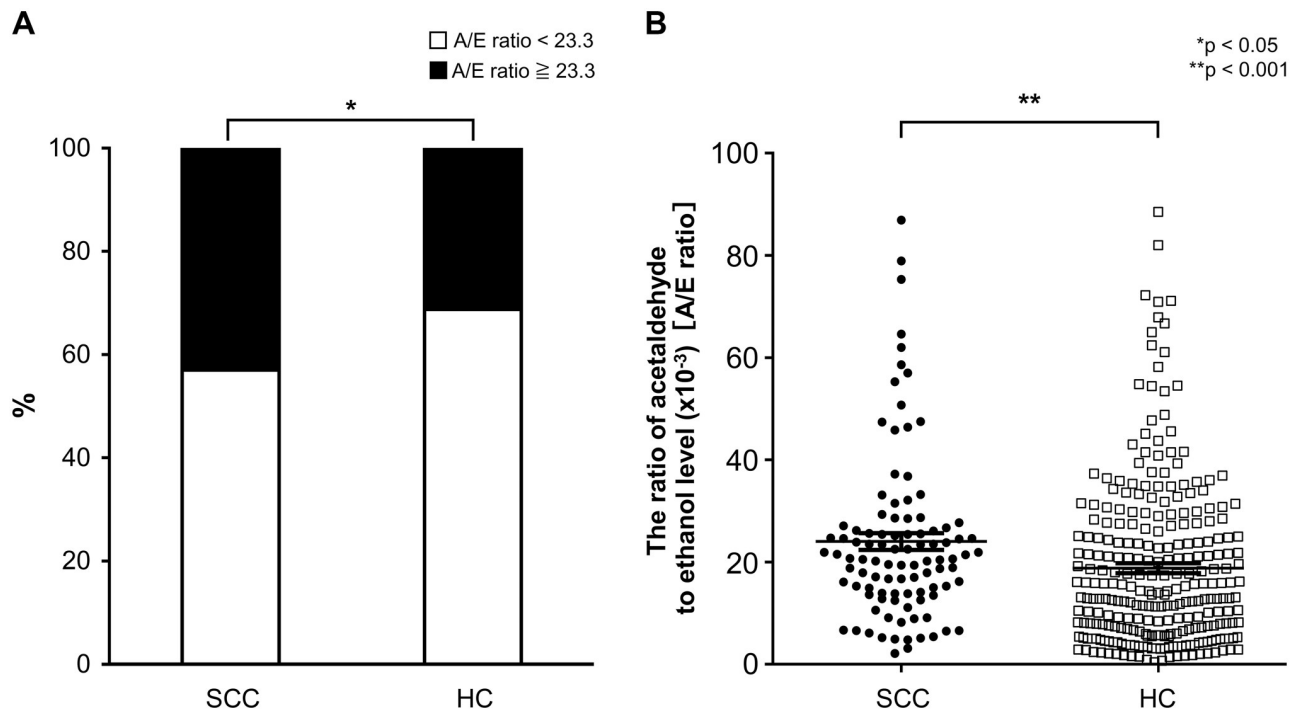 A
A/E ratio < 23.3
A/E ratio ≧ 23.3
*
100
80
60
40
20
0
%
SCC
HC
B
*p < 0.05
**p < 0.001
**
100
80
60
40
20
0
The ratio of acetaldehyde
to ethanol level (x10-³) [A/E ratio]
SCC
HC